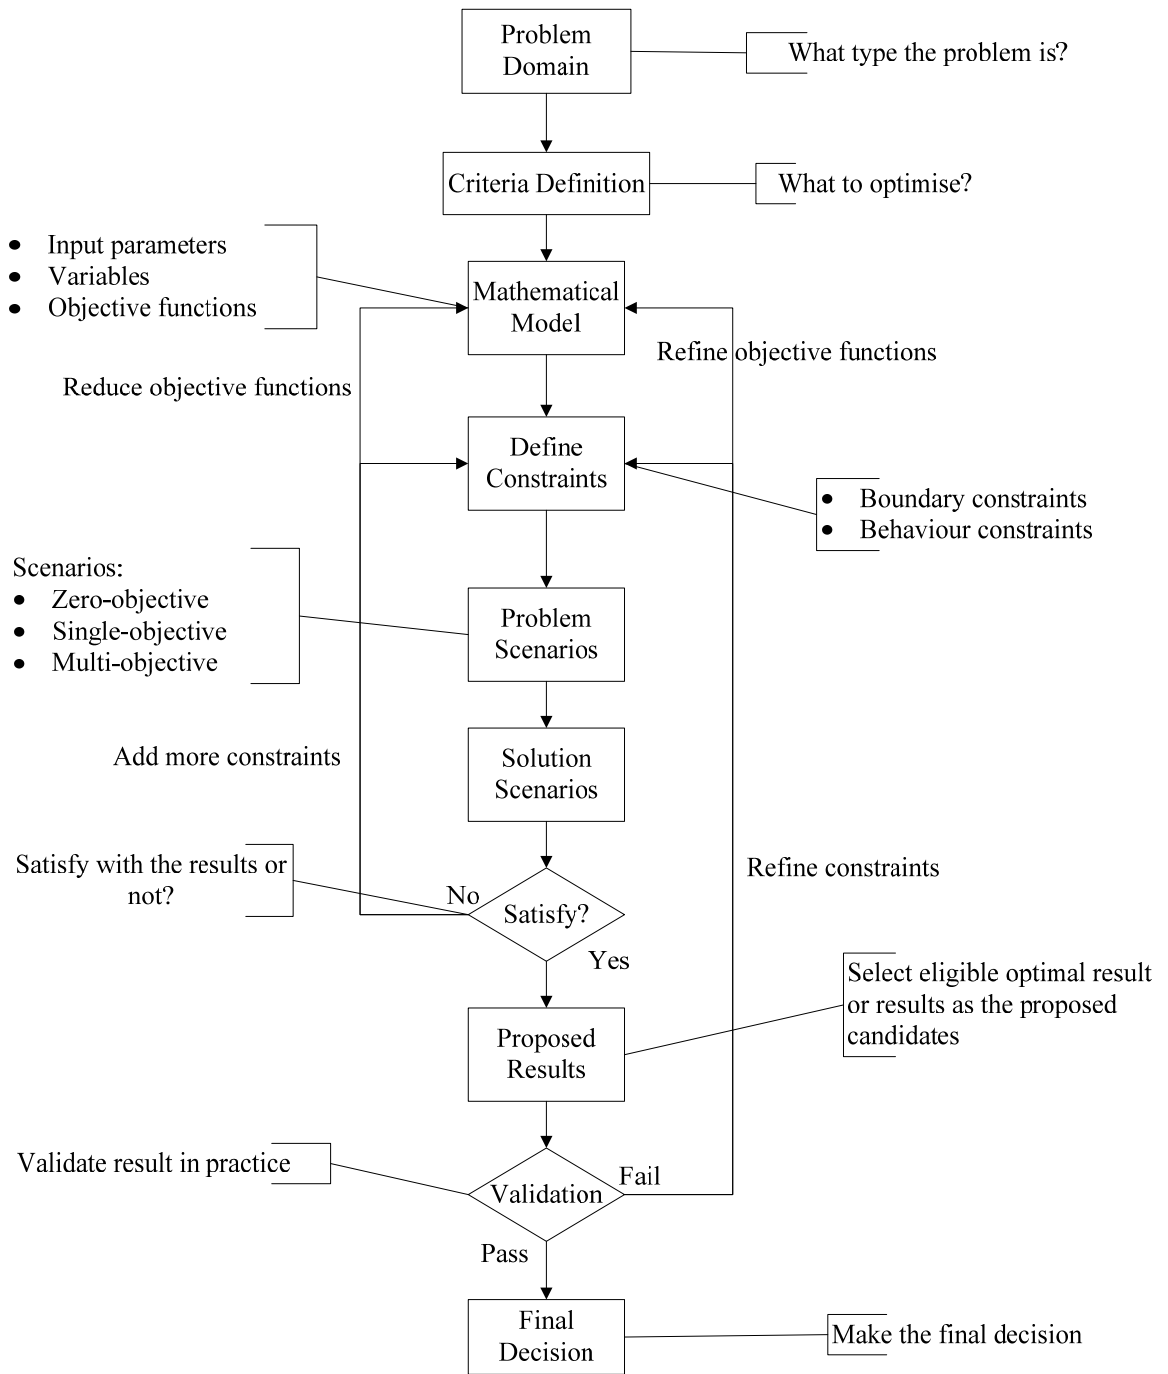 Problem
Domain
What type the problem is?
Criteria Definition
What to optimise?
● Input parameters
● Variables
● Objective functions
Mathematical
Model
Refine objective functions
Reduce objective functions
Define
Constraints
● Boundary constraints
● Behaviour constraints
Scenarios:
● Zero-objective
● Single-objective
● Multi-objective
Problem
Scenarios
Add more constraints
Solution
Scenarios
Satisfy with the results or
not?
No
Satisfy?
Yes
Refine constraints
Proposed
Results
Select eligible optimal result
or results as the proposed
candidates
Validate result in practice
Validation
Fail
Pass
Final
Decision
Make the final decision